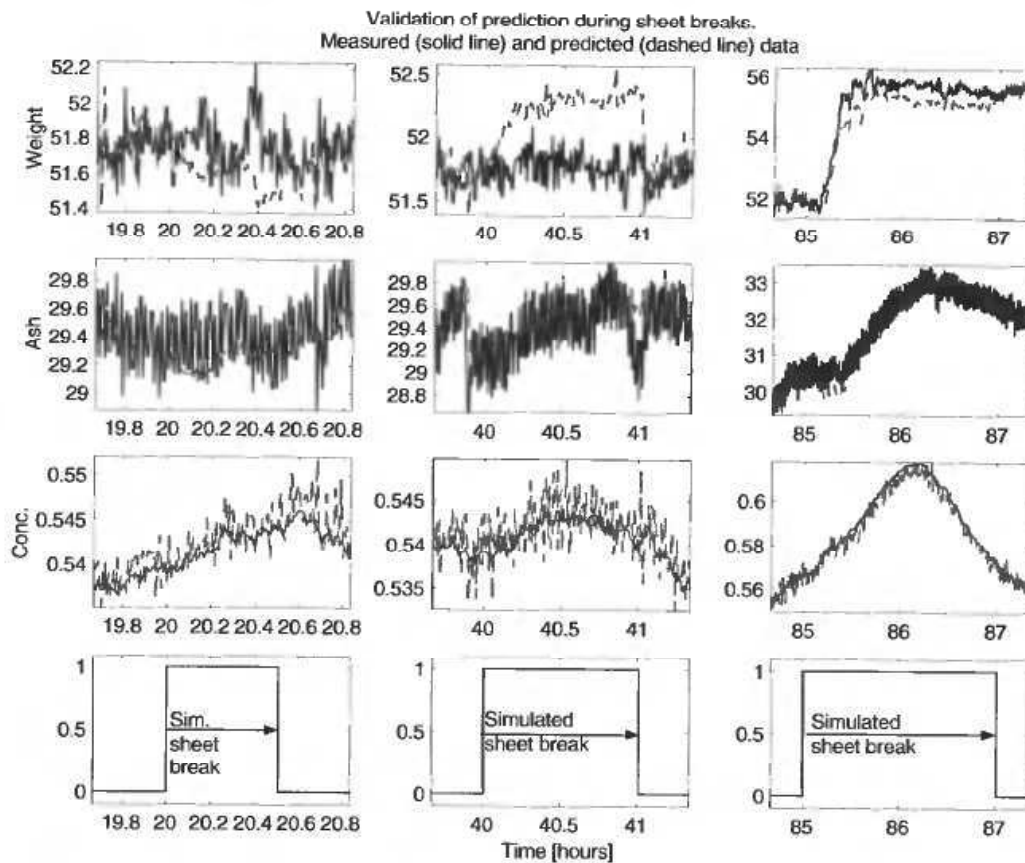 Validation of prediction during sheet breaks.
Measured (solid line) and predicted (dashed line) data
Weight
52.2
52
51.8
51.6
51.4
19.8 20 20.2 20.4 20.6 20.8
52.5
52
51.5
40 40.5 41
56
54
52
85 86 87
Ash
29.8
29.6
29.4
29.2
29
19.8 20 20.2 20.4 20.6 20.8
29.8
29.6
29.4
29.2
29
28.8
40 40.5 41
33
32
31
30
85 86 87
Conc.
0.55
0.545
0.54
19.8 20 20.2 20.4 20.6 20.8
0.545
0.54
0.535
40 40.5 41
0.6
0.58
0.56
85 86 87
1
0.5
0
Sim.
sheet
break
19.8 20 20.2 20.4 20.6 20.8
1
0.5
0
Simulated
sheet break
40 40.5 41
1
0.5
0
Simulated
sheet break
85 86 87
Time [hours]